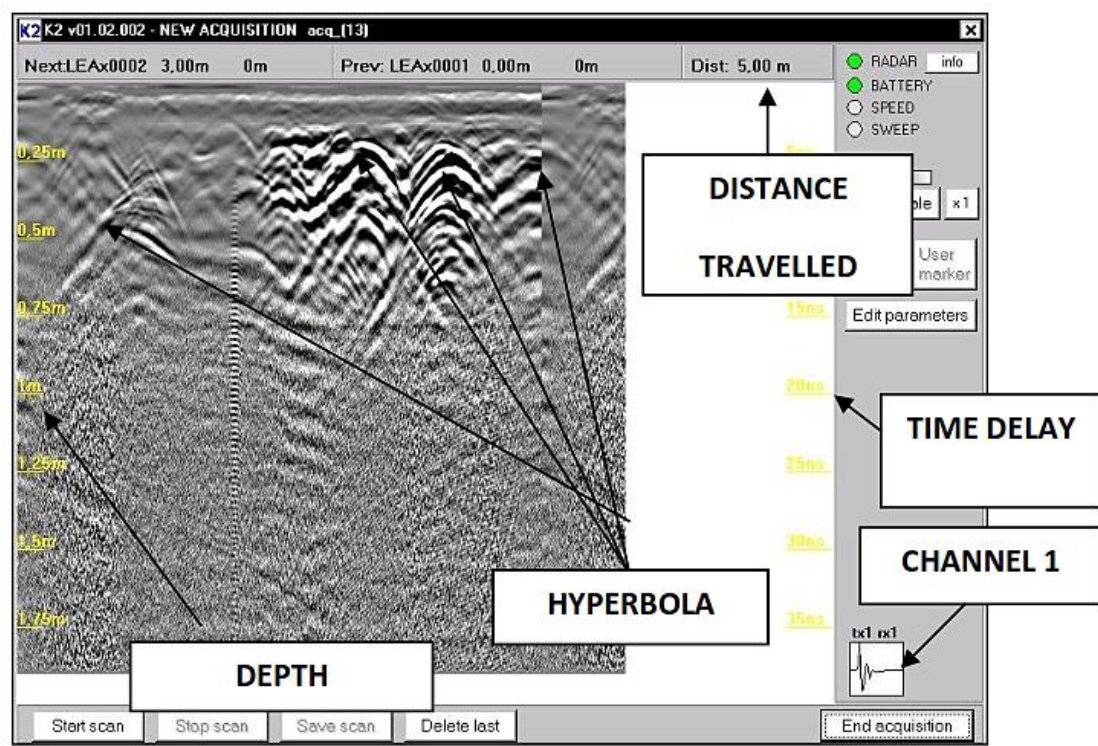 K2 K2 v01.02.002 - NEW ACQUISITION acq_(13)
Next:LEAx0002 3,00m 0m Prev: LEAx0001 0,00m 0m Dist: 5,00 m
RADAR info
BATTERY
SPEED
SWEEP
0,25m
DISTANCE
TRAVELLED
x1
0,5m
User
marker
0,75m 15ns
Edit parameters
1m 20ns
TIME DELAY
1,25m 25ns
1,5m 30ns
CHANNEL 1
HYPERBOLA
1,75m 35ns
tx1 rx1
DEPTH
Start scan Stop scan Save scan Delete last End acquisition